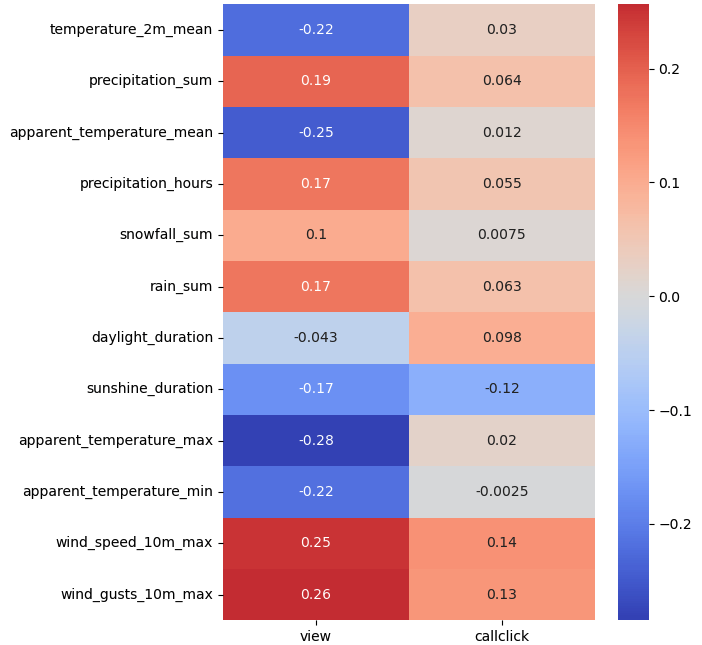 temperature_2m_mean -0.22 0.03
precipitation_sum 0.19 0.064
apparent_temperature_mean -0.25 0.012
precipitation_hours 0.17 0.055
snowfall_sum 0.1 0.0075
rain_sum 0.17 0.063
daylight_duration -0.043 0.098
sunshine_duration -0.17 -0.12
apparent_temperature_max -0.28 0.02
apparent_temperature_min -0.22 -0.0025
wind_speed_10m_max 0.25 0.14
wind_gusts_10m_max 0.26 0.13
view callclick
0.2
0.1
0.0
−0.1
−0.2